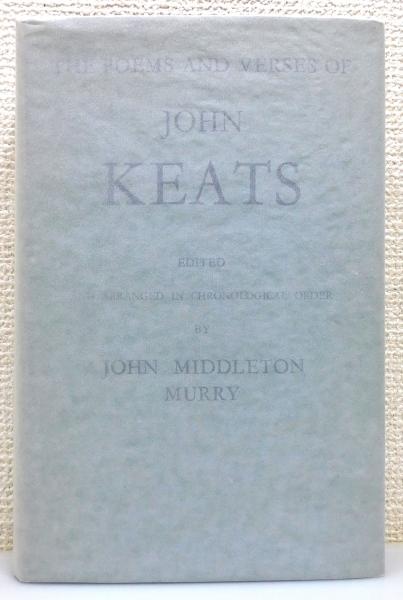 THE POEMS AND VERSES OF
JOHN
KEATS
EDITED
ARRANGED IN CHRONOLOGICAL ORDER
BY
JOHN MIDDLETON
MURRY